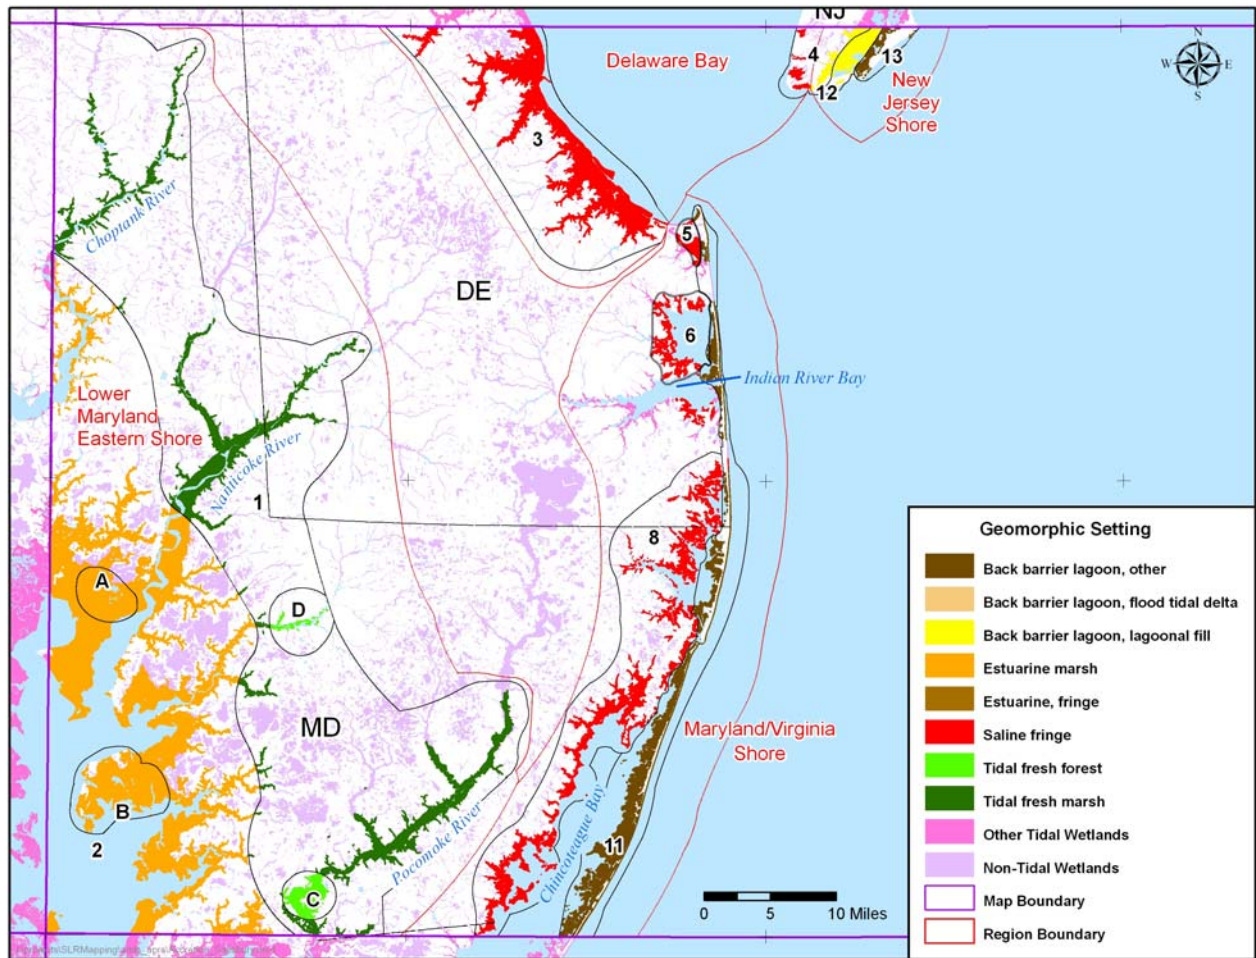 NJ
Delaware Bay
4
13
12
New
Jersey
Shore
N
W
E
S
3
Choptank River
5
DE
6
Indian River Bay
Lower
Maryland
Eastern Shore
Nanticoke River
1
8
A
D
MD
Maryland/Virginia
Shore
B
2
Pocomoke River
Chincoteague Bay
11
C
0
5
10 Miles
Geomorphic Setting
Back barrier lagoon, other
Back barrier lagoon, flood tidal delta
Back barrier lagoon, lagoonal fill
Estuarine marsh
Estuarine, fringe
Saline fringe
Tidal fresh forest
Tidal fresh marsh
Other Tidal Wetlands
Non-Tidal Wetlands
Map Boundary
Region Boundary